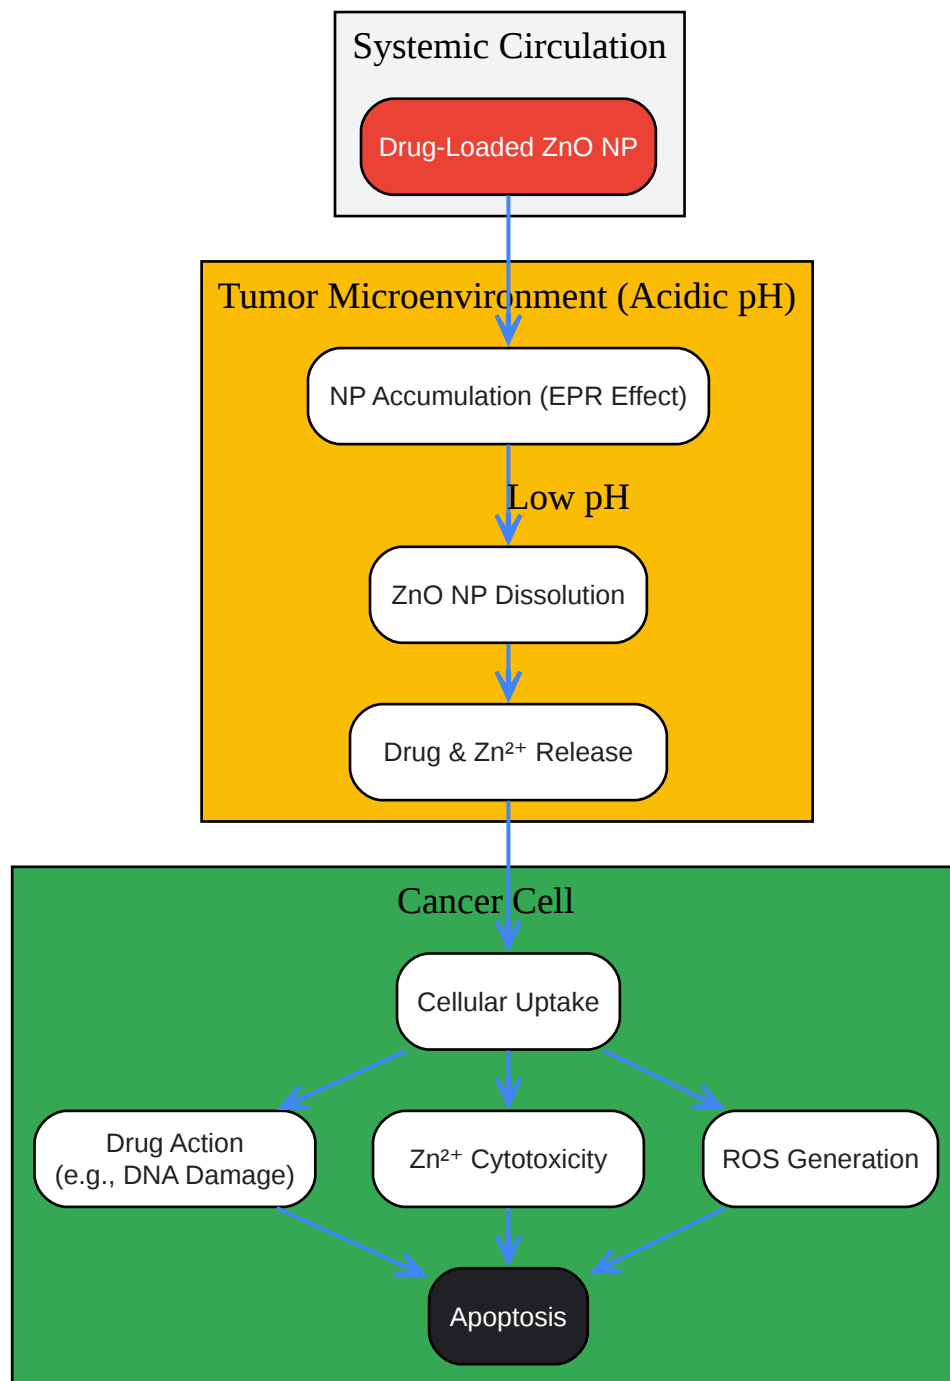 Systemic Circulation
Drug-Loaded ZnO NP
Tumor Microenvironment (Acidic pH)
NP Accumulation (EPR Effect)
Low pH
ZnO NP Dissolution
Drug & Zn²⁺ Release
Cancer Cell
Cellular Uptake
Drug Action
(e.g., DNA Damage)
Zn²⁺ Cytotoxicity
ROS Generation
Apoptosis